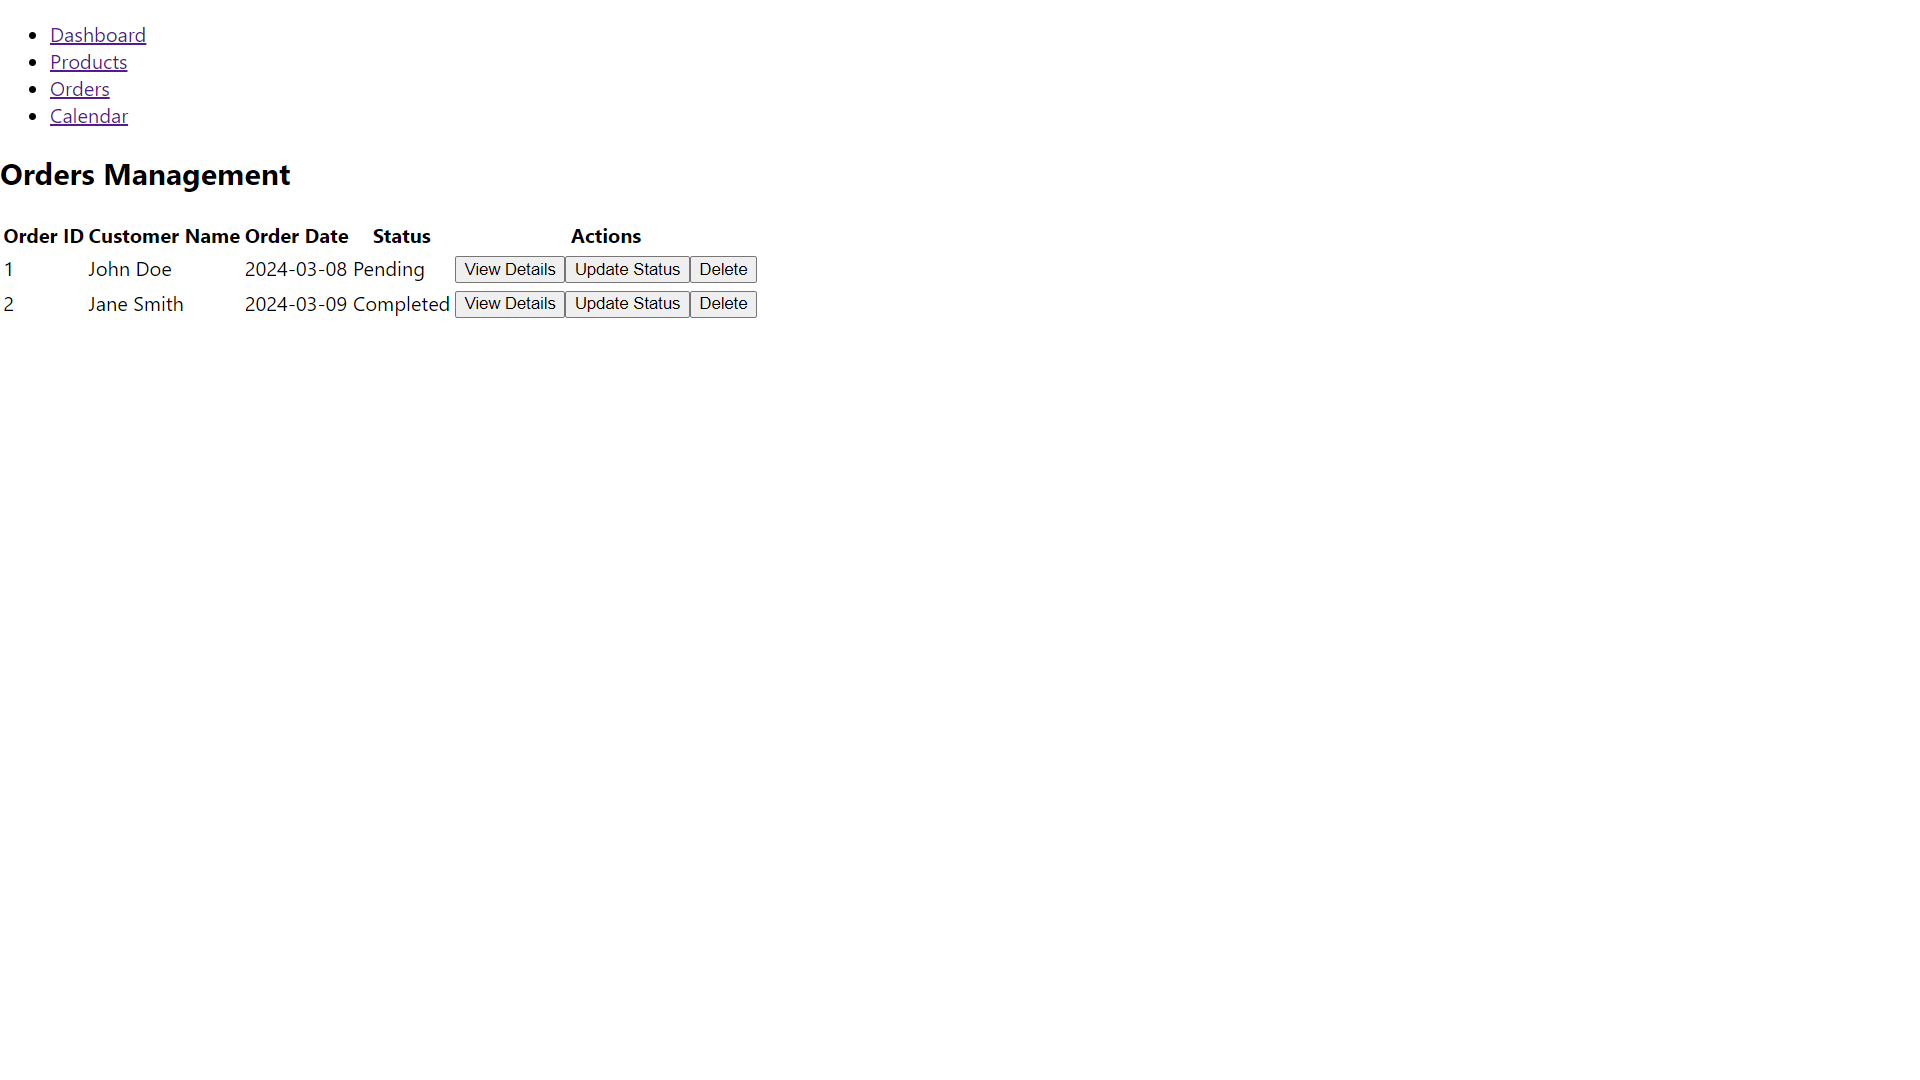 Dashboard
Products
Orders
Calendar
Orders Management
Order ID Customer Name Order Date Status Actions
1 John Doe 2024-03-08 Pending View Details Update Status Delete
2 Jane Smith 2024-03-09 Completed View Details Update Status Delete